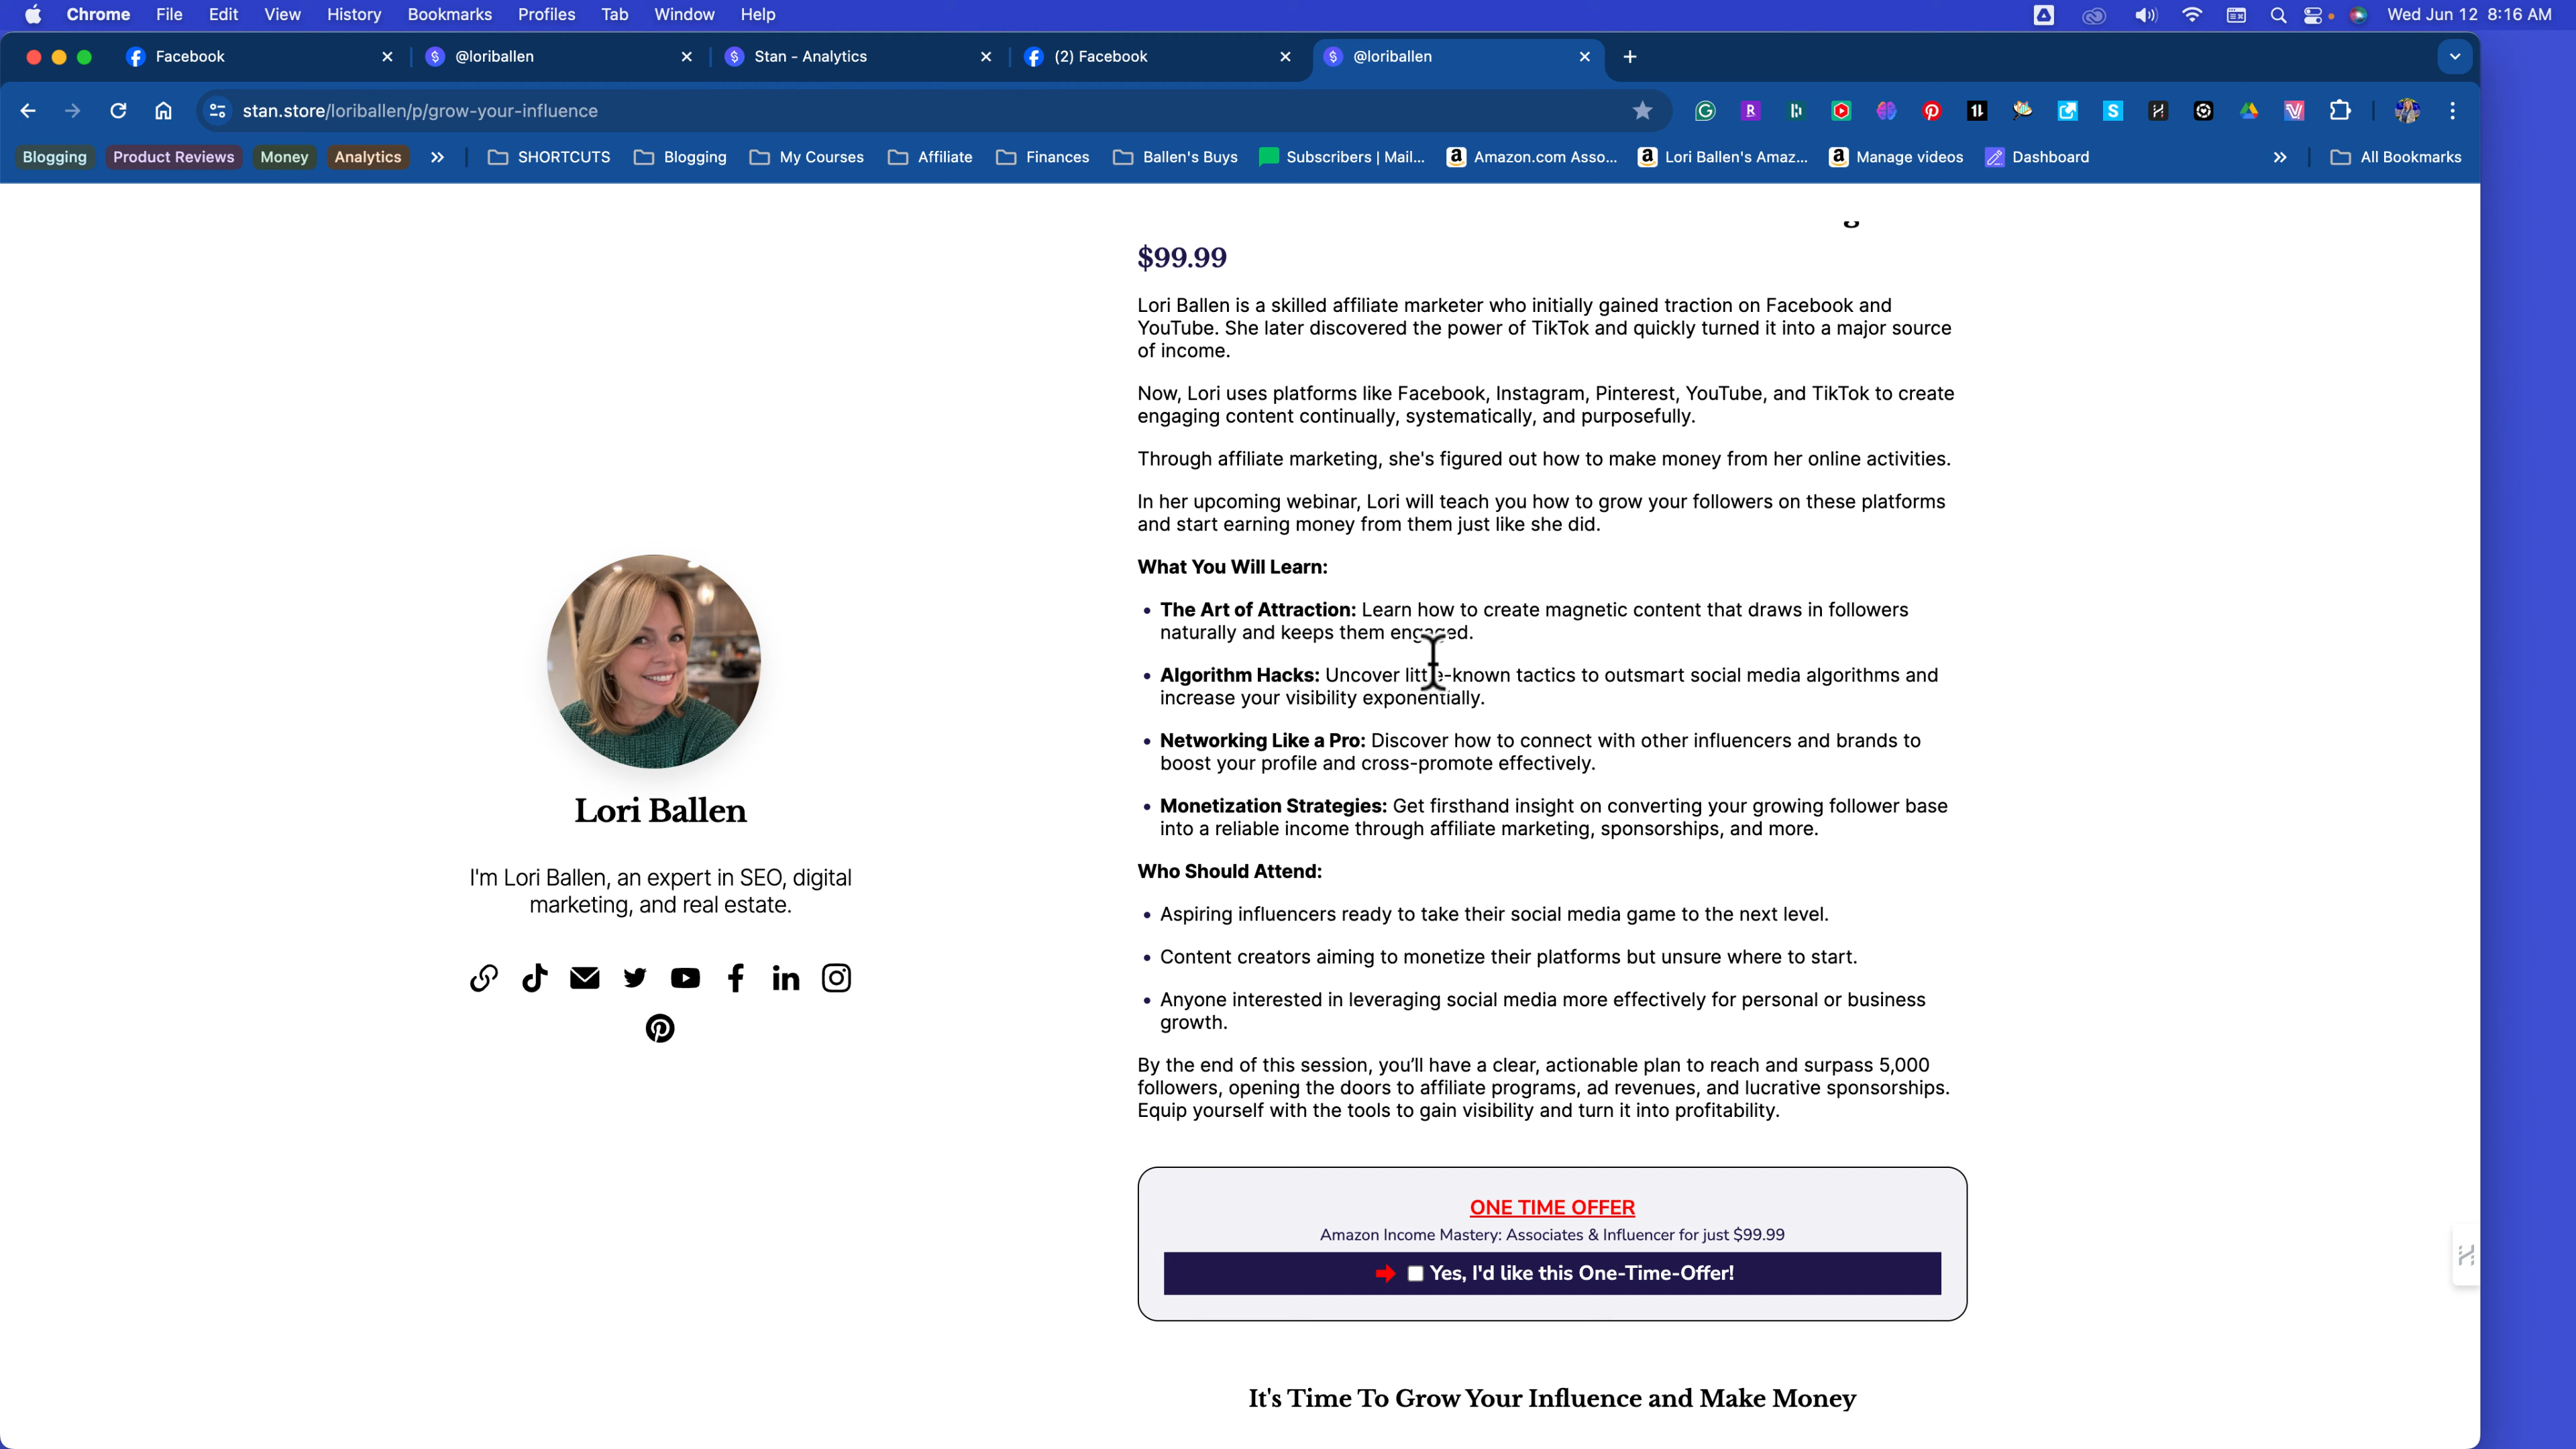 Chrome File Edit View History Bookmarks Profiles Tab Window Help
Wed Jun 12 8:16 AM
Facebook
@loriballen
Stan - Analytics
(2) Facebook
@loriballen
stan.store/loriballen/p/grow-your-influence
Blogging Product Reviews Money Analytics SHORTCUTS Blogging My Courses Affiliate Finances Ballen's Buys Subscribers | Mail... Amazon.com Asso... Lori Ballen's Amaz... Manage videos Dashboard All Bookmarks
Lori Ballen
I'm Lori Ballen, an expert in SEO, digital
marketing, and real estate.
$99.99
Lori Ballen is a skilled affiliate marketer who initially gained traction on Facebook and
YouTube. She later discovered the power of TikTok and quickly turned it into a major source
of income.
Now, Lori uses platforms like Facebook, Instagram, Pinterest, YouTube, and TikTok to create
engaging content continually, systematically, and purposefully.
Through affiliate marketing, she's figured out how to make money from her online activities.
In her upcoming webinar, Lori will teach you how to grow your followers on these platforms
and start earning money from them just like she did.
What You Will Learn:
• The Art of Attraction: Learn how to create magnetic content that draws in followers
naturally and keeps them engaged.
• Algorithm Hacks: Uncover little-known tactics to outsmart social media algorithms and
increase your visibility exponentially.
• Networking Like a Pro: Discover how to connect with other influencers and brands to
boost your profile and cross-promote effectively.
• Monetization Strategies: Get firsthand insight on converting your growing follower base
into a reliable income through affiliate marketing, sponsorships, and more.
Who Should Attend:
• Aspiring influencers ready to take their social media game to the next level.
• Content creators aiming to monetize their platforms but unsure where to start.
• Anyone interested in leveraging social media more effectively for personal or business
growth.
By the end of this session, you'll have a clear, actionable plan to reach and surpass 5,000
followers, opening the doors to affiliate programs, ad revenues, and lucrative sponsorships.
Equip yourself with the tools to gain visibility and turn it into profitability.
ONE TIME OFFER
Amazon Income Mastery: Associates & Influencer for just $99.99
Yes, I'd like this One-Time-Offer!
It's Time To Grow Your Influence and Make Money